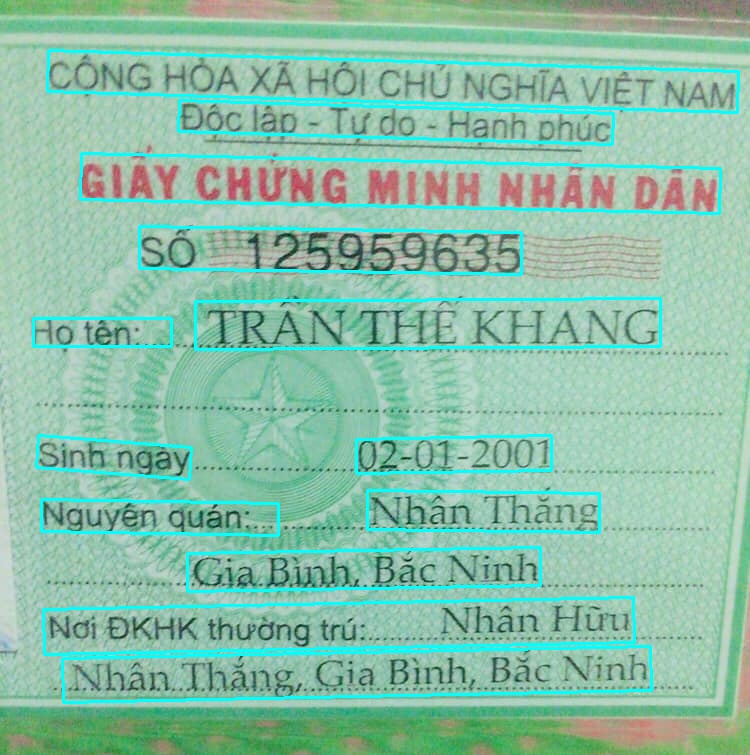 CỘNG HÒA XÃ HỘI CHỦ NGHĨA VIỆT NAM
Độc lập - Tự do - Hạnh phúc
GIẤY CHỨNG MINH NHÂN DÂN
SỐ 125959635
Họ tên: TRẦN THẾ KHANG
Sinh ngày 02-01-2001
Nguyên quán: Nhân Thắng
Gia Bình, Bắc Ninh
Nơi ĐKHK thường trú: Nhân Hữu
Nhân Thắng, Gia Bình, Bắc Ninh